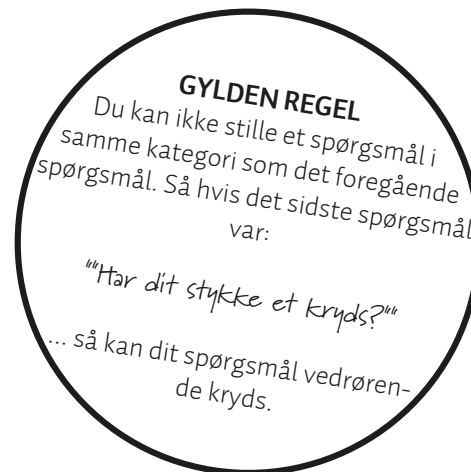 GYLDEN REGEL
Du kan ikke stille et spørgsmål i
samme kategori som det foregående
spørgsmål. Så hvis det sidste spørgsmål
var:
""Har dit stykke et kryds?""
... så kan dit spørgsmål vedrøren-
de kryds.